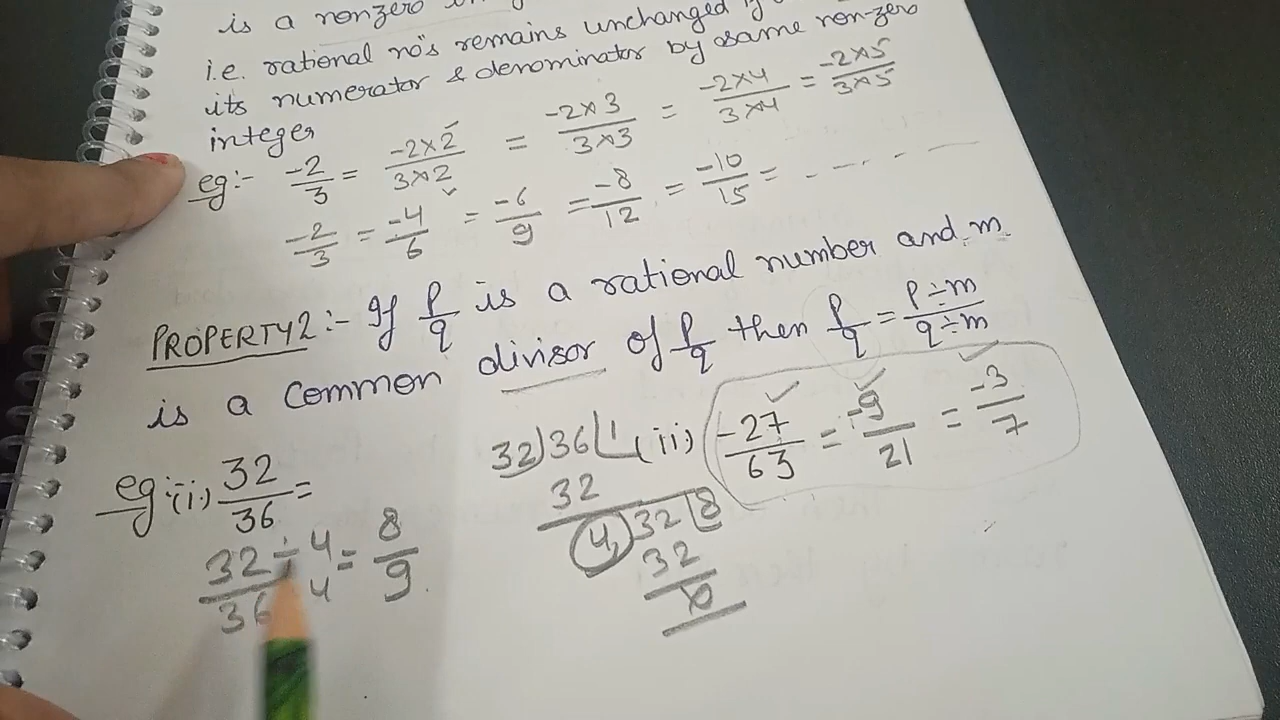 is a nonzero
i.e. rational no's remains unchanged if
its numerator & denominator by same non-zero
integer
eg:- -2/3 = -2×2/3×2 = -2×3/3×3 = -2×4/3×4 = -2×5/3×5
-2/3 = -4/6 = -6/9 = -8/12 = -10/15 = - - - -
PROPERTY2:- If p/q is a rational number and m
is a common divisor of p/q then p/q = p÷m/q÷m
eg:(i) 32/36 =
32÷4/36 4 = 8/9
32)36(1
32
4)32(8
32
0
(ii) -27/63 = -9/21 = -3/7